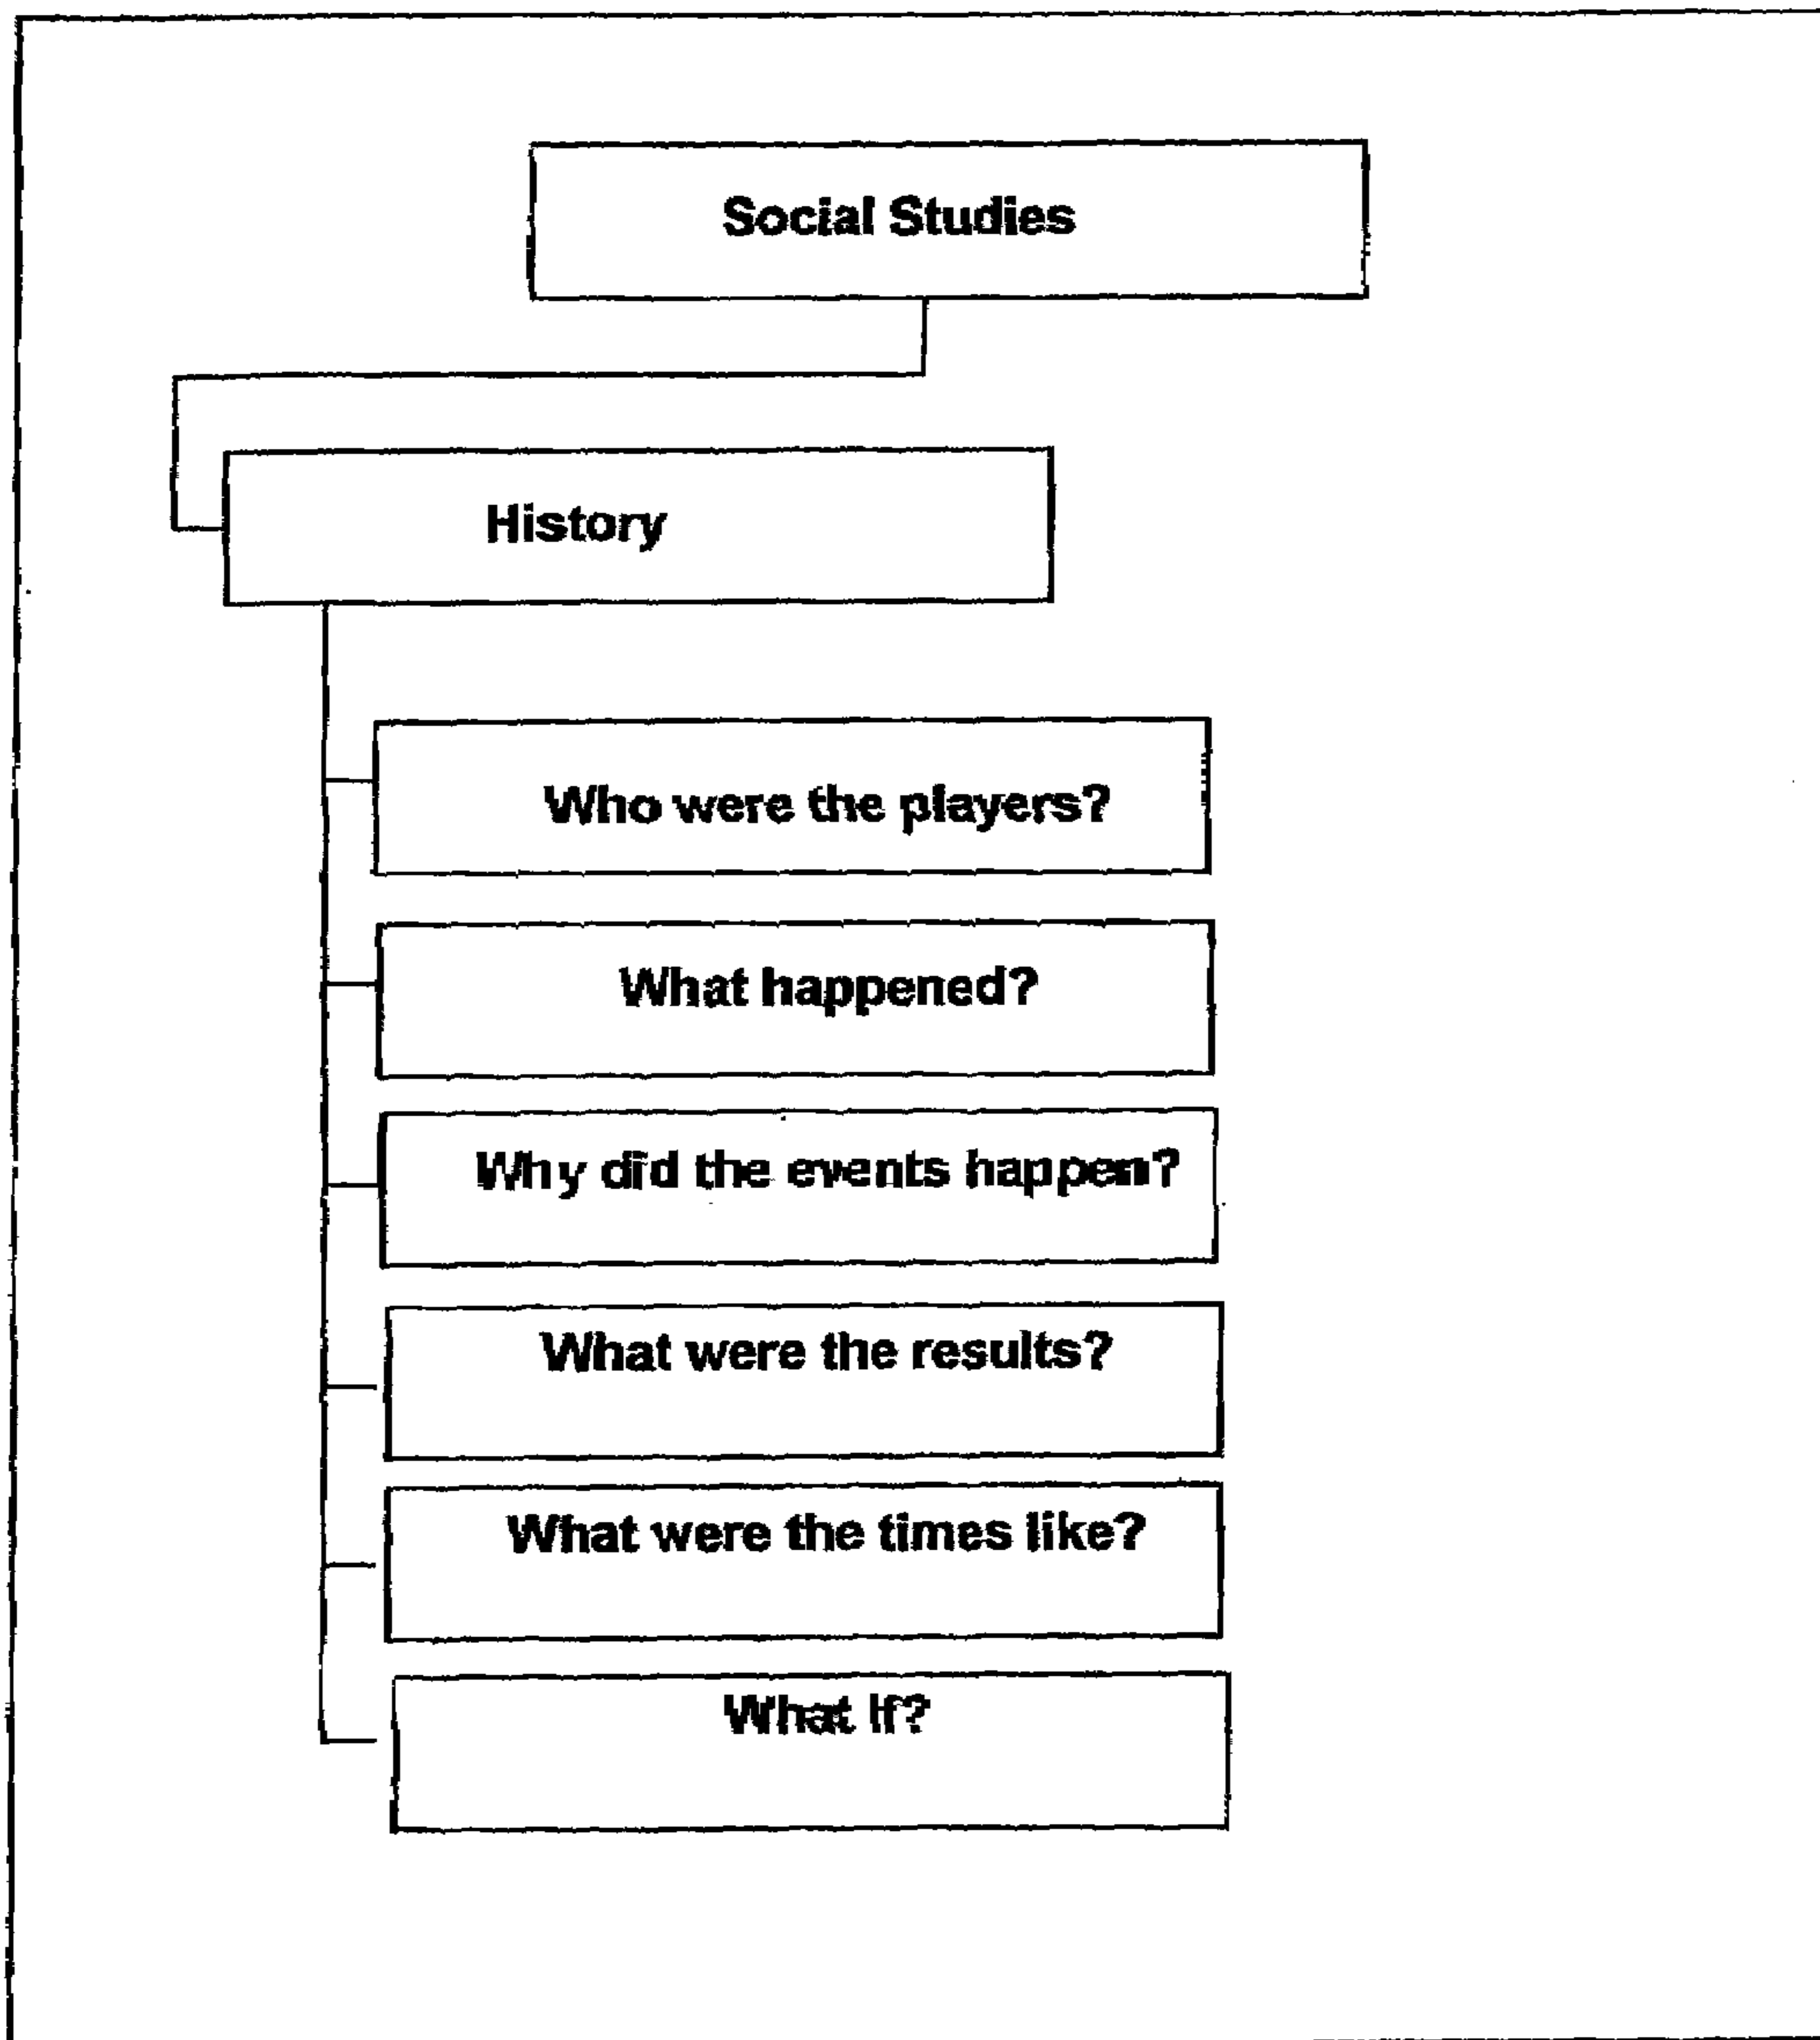 Social Studies
History
Who were the players?
What happened?
Why did the events happen?
What were the results?
What were the times like?
What If?